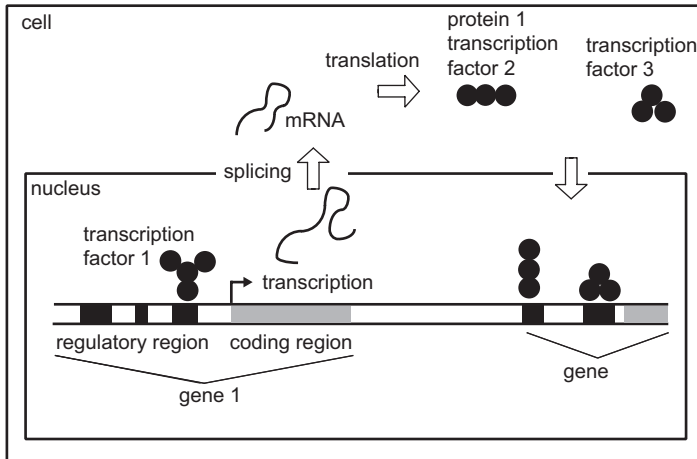 cell
protein 1
transcription
factor 2
transcription
factor 3
translation
mRNA
splicing
nucleus
transcription
factor 1
transcription
regulatory region
coding region
gene 1
gene